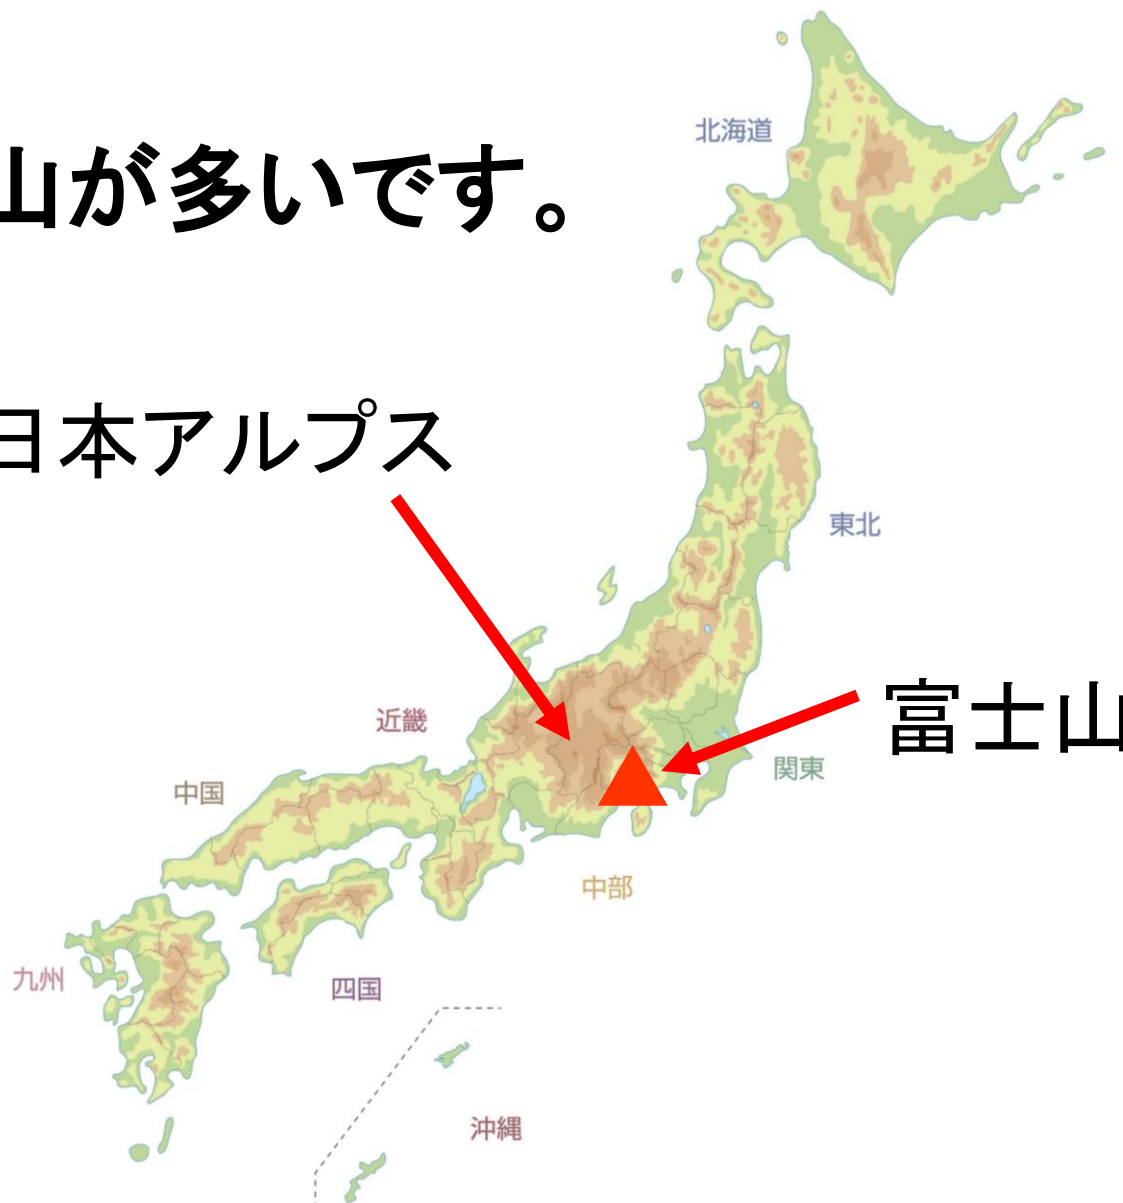 北海道
山が多いです。
日本アルプス
東北
富士山
近畿
関東
中国
中部
九州
四国
沖縄